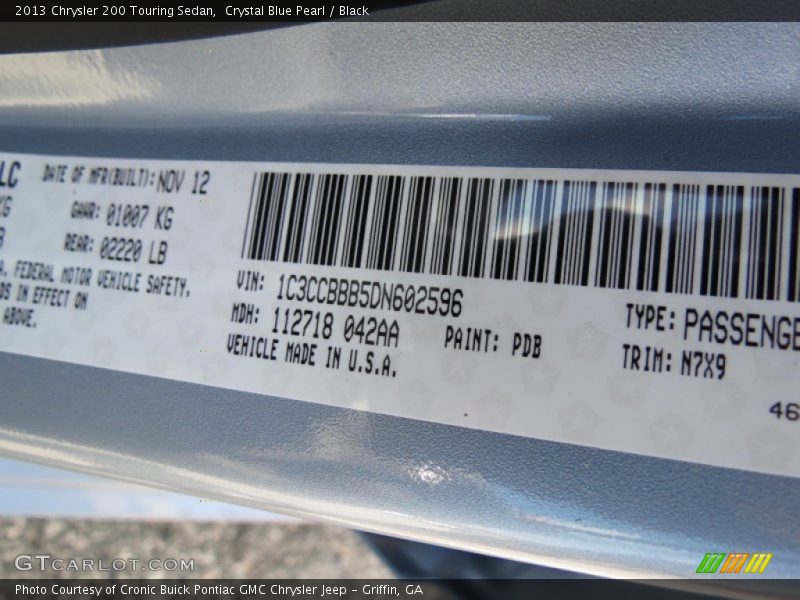 2013 Chrysler 200 Touring Sedan,  Crystal Blue Pearl / Black
LC
DATE OF MFR(BUILT): NOV 12
KG
GAWR: 01007 KG
B
REAR: 02220 LB
A. FEDERAL MOTOR VEHICLE SAFETY,
DS IN EFFECT ON
ABOVE.
VIN: 1C3CCBBB5DN602596
MDH: 112718 042AA
VEHICLE MADE IN U.S.A.
PAINT: PDB
TYPE: PASSENGE
TRIM: N7X9
46
GTCARLOT.COM
Photo Courtesy of Cronic Buick Pontiac GMC Chrysler Jeep – Griffin, GA